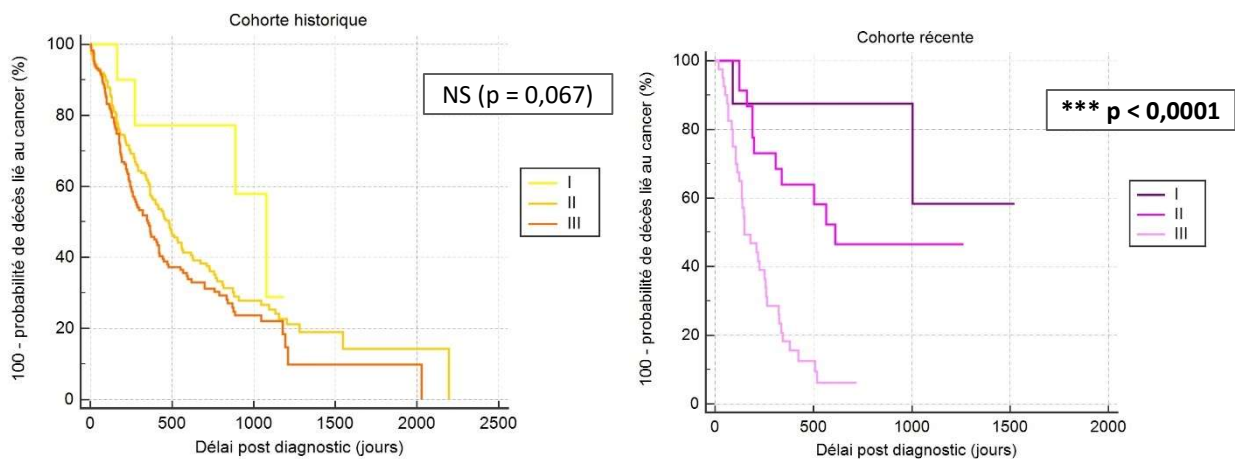 Cohorte historique
100 - probabilité de décès lié au cancer (%)
100
80
60
40
20
0
NS (p = 0,067)
I
II
III
0 500 1000 1500 2000 2500
Délai post diagnostic (jours)
Cohorte récente
100 - probabilité de décès lié au cancer (%)
100
80
60
40
20
0
*** p < 0,0001
I
II
III
0 500 1000 1500 2000
Délai post diagnostic (jours)